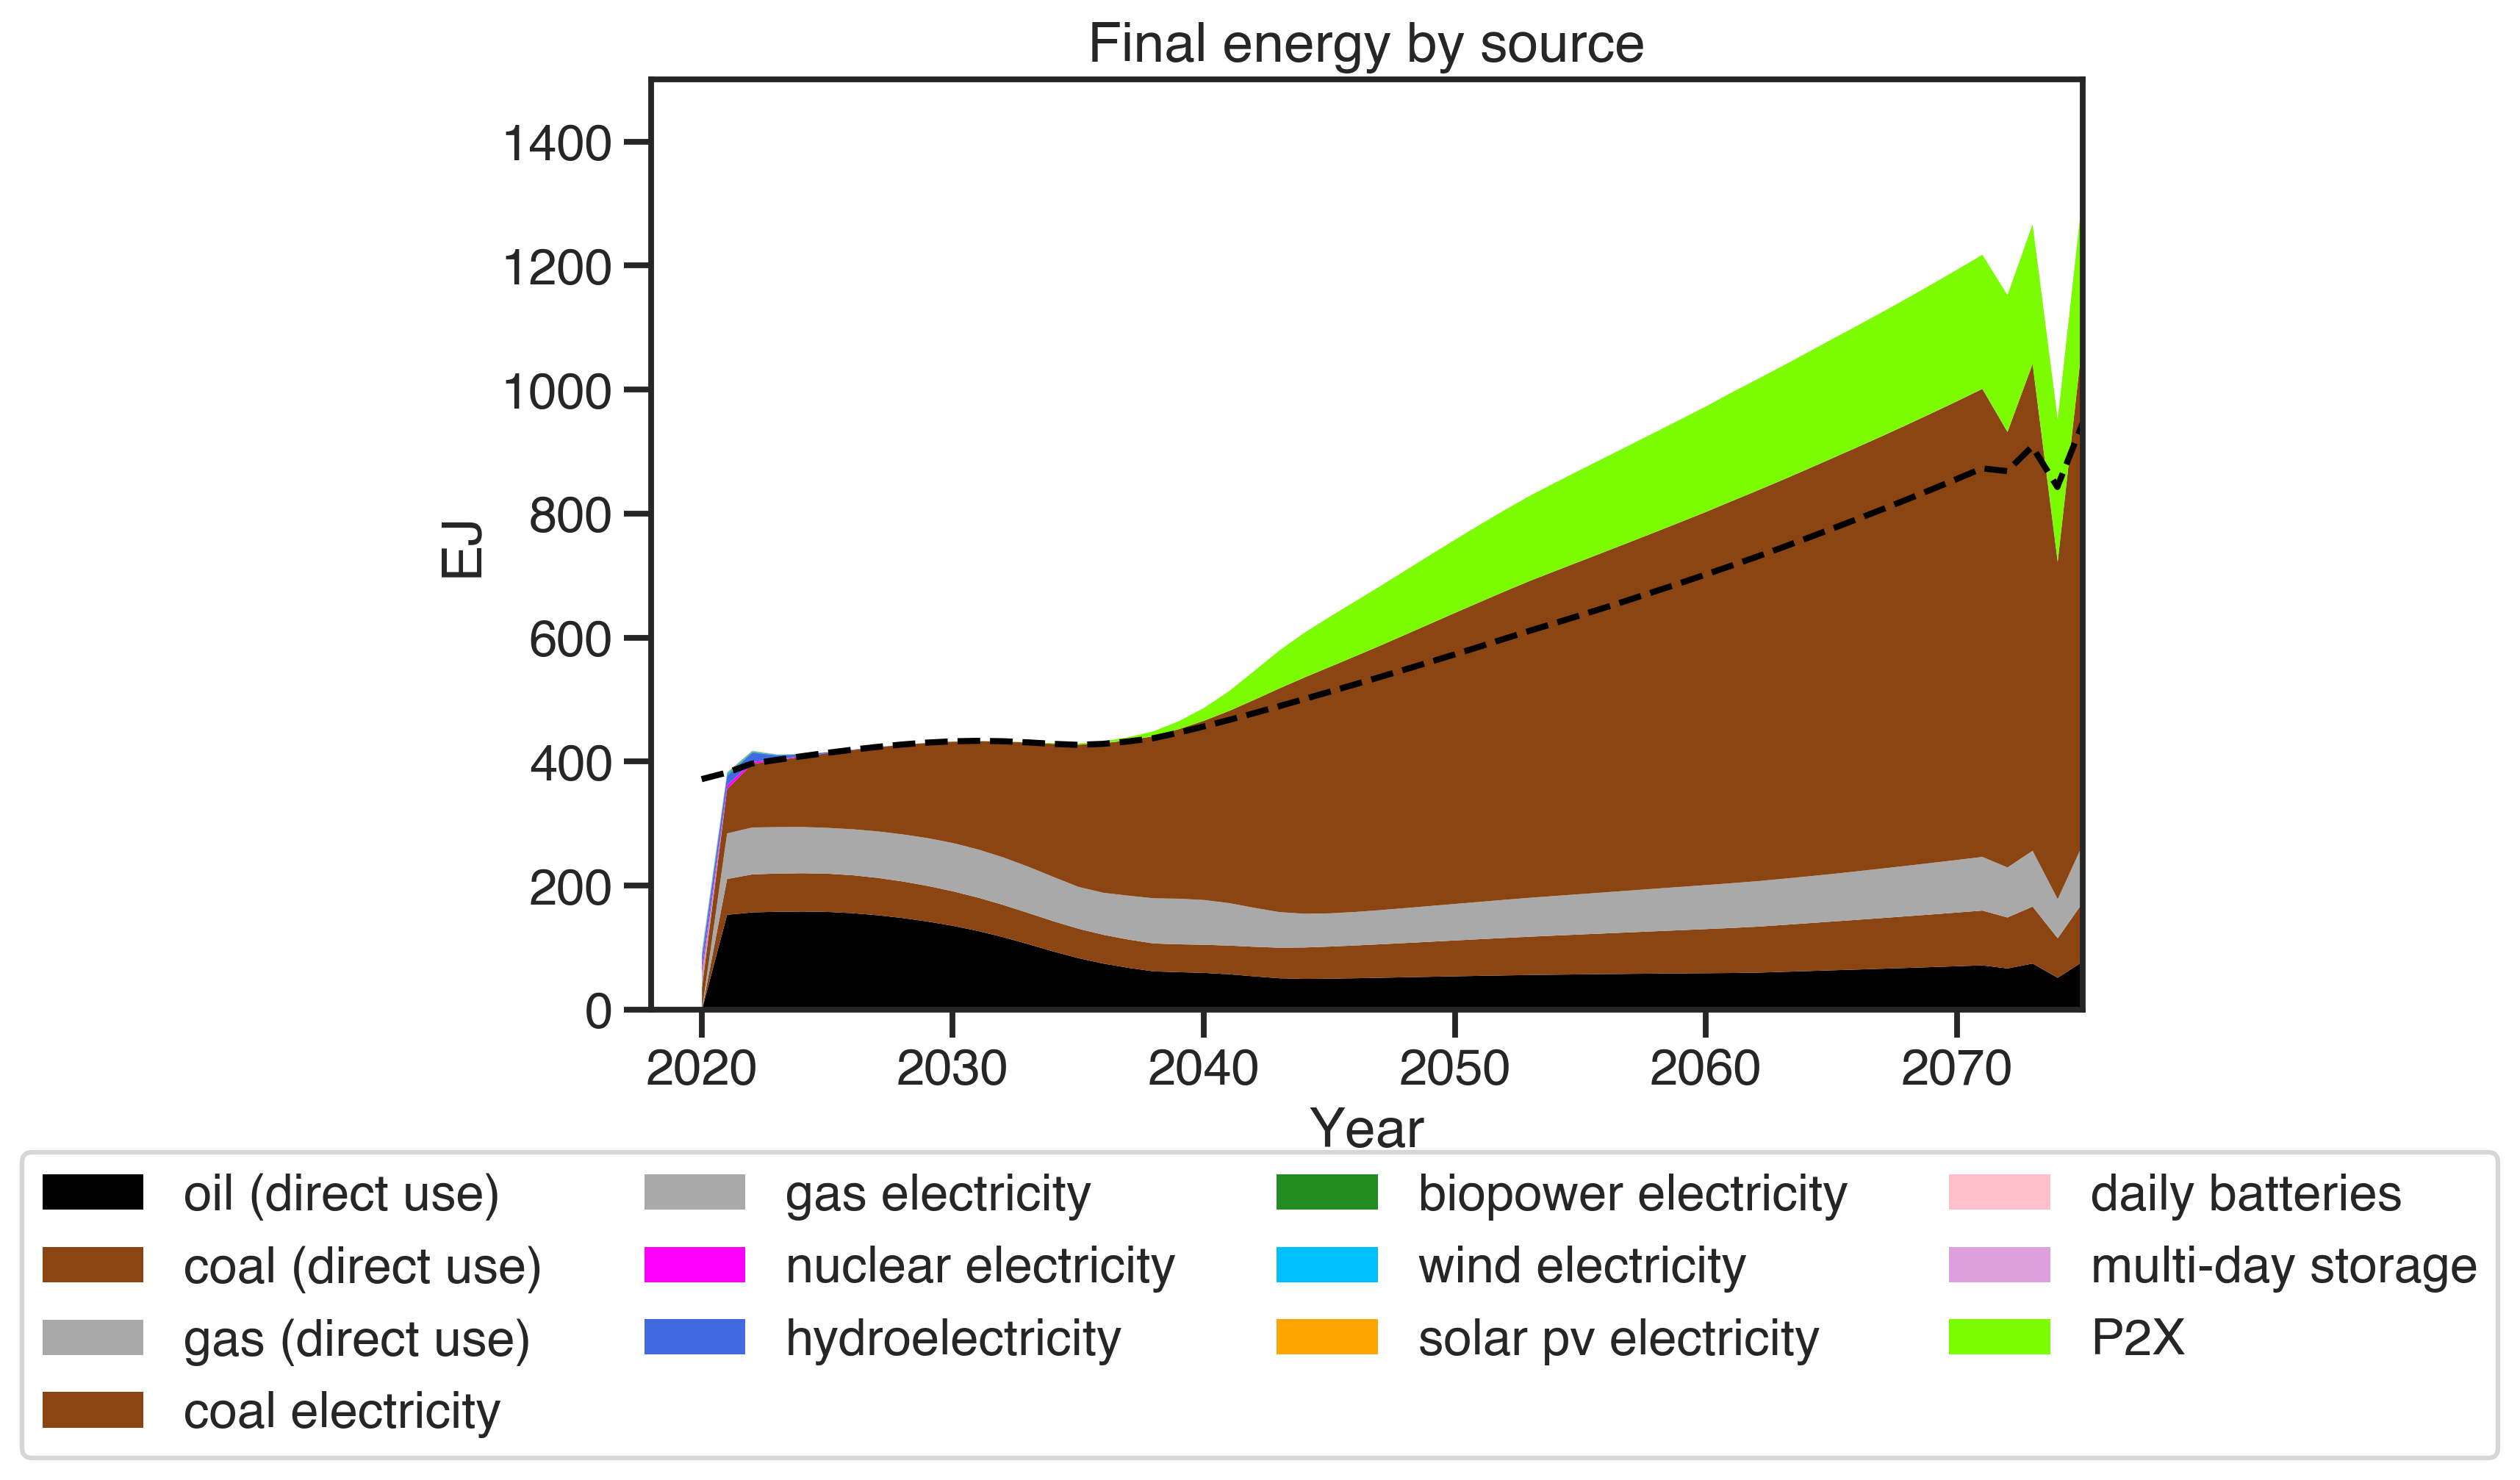 Final energy by source
1400
1200
1000
800
600
400
200
0
EJ
2020 2030 2040 2050 2060 2070
Year
oil (direct use)
coal (direct use)
gas (direct use)
coal electricity
gas electricity
nuclear electricity
hydroelectricity
biopower electricity
wind electricity
solar pv electricity
daily batteries
multi-day storage
P2X